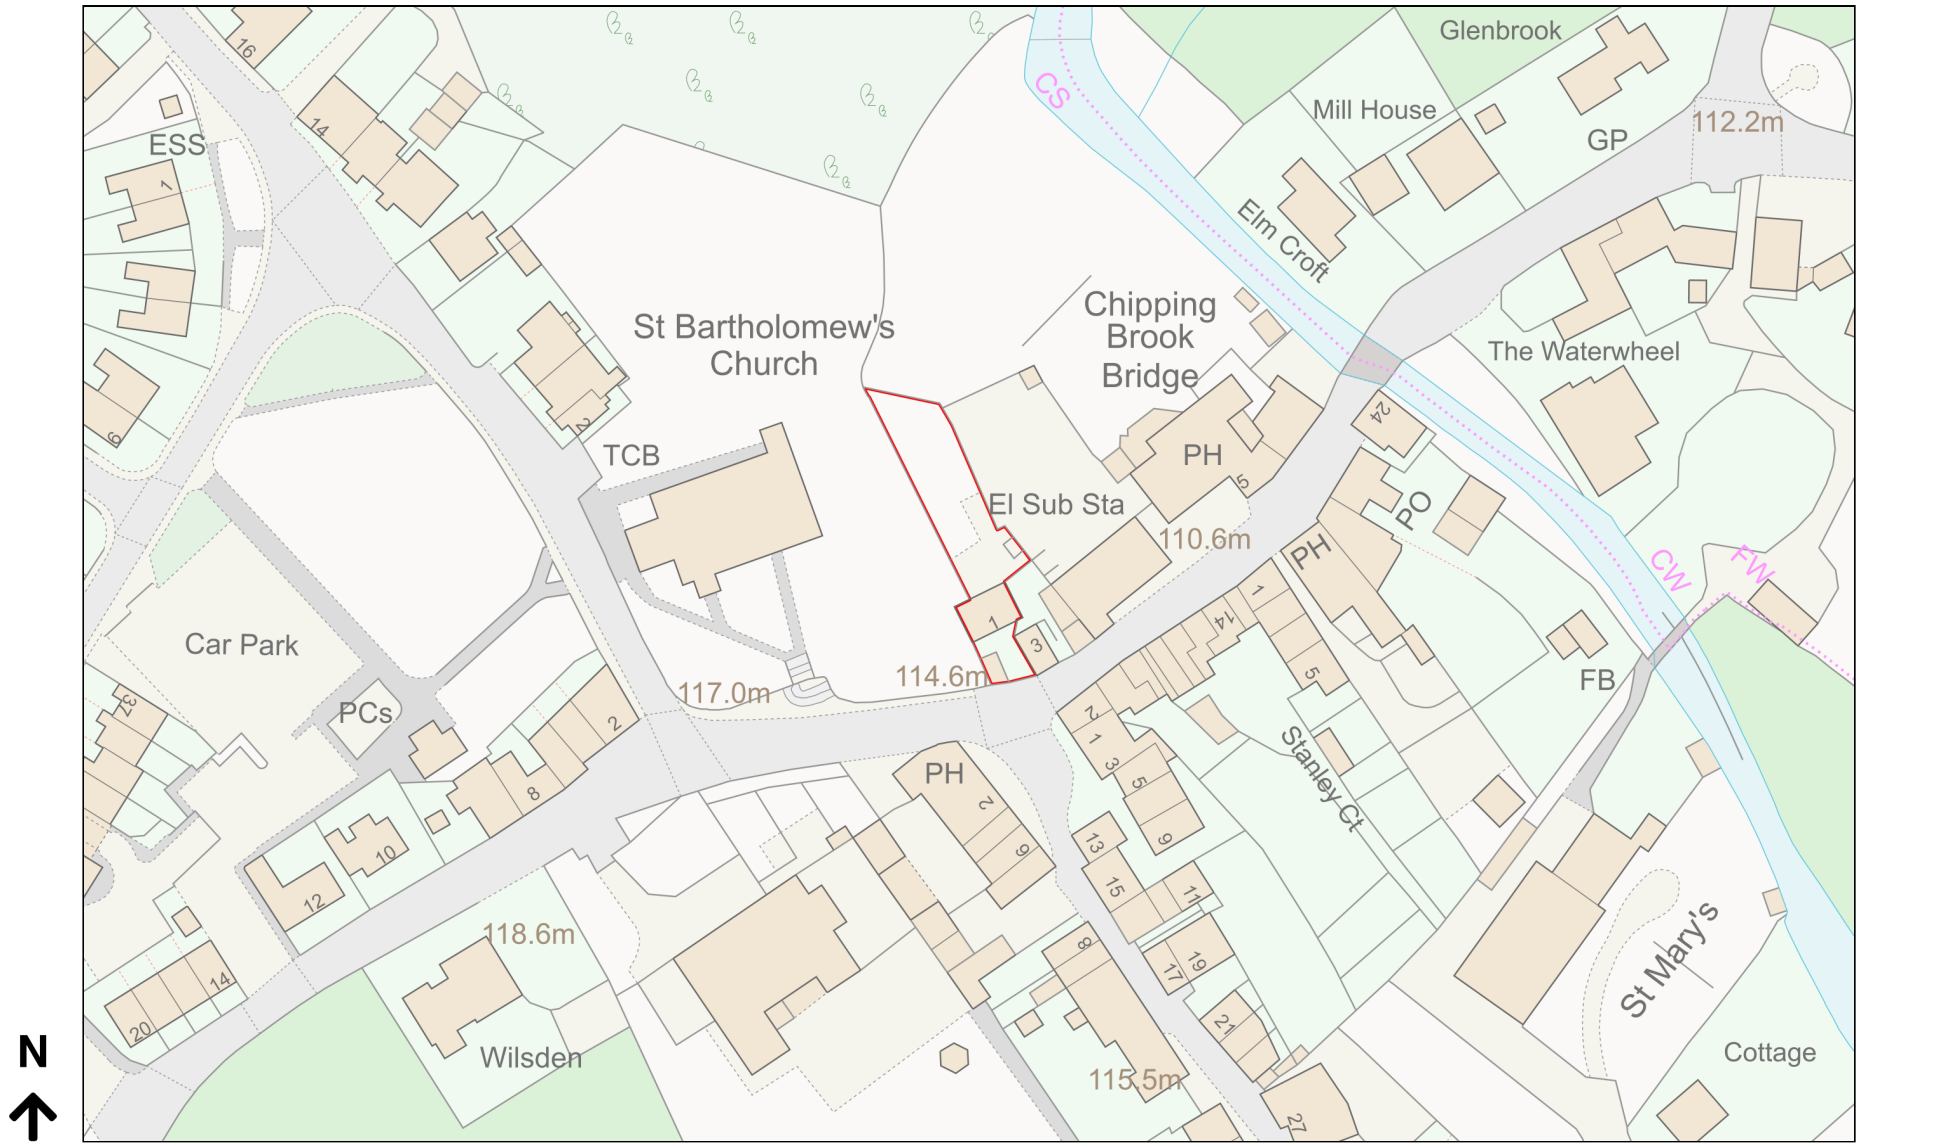 16
Glenbrook
CS
Mill House
112.2m
14
GP
ESS
1
Elm Croft
St Bartholomew's
Church
Chipping
Brook
Bridge
The Waterwheel
24
9
2
TCB
PH
5
El Sub Sta
PO
110.6m
PH
CW
FW
1
1
14
3
5
Car Park
114.6m
117.0m
FB
37
PCs
2
2
1
Stanley Ct
3
PH
5
2
8
9
13
10
9
15
11
12
St Mary's
118.6m
8
19
17
14
21
20
N
Wilsden
Cottage
115.5m
27